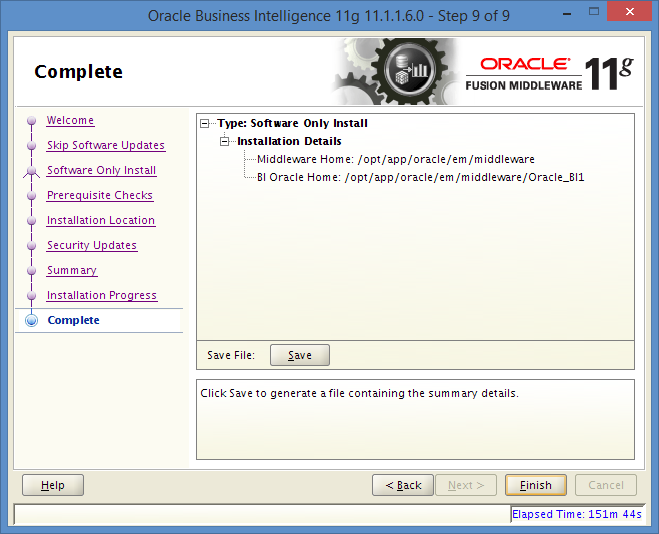 Oracle Business Intelligence 11g 11.1.1.6.0 - Step 9 of 9
Complete
ORACLE
FUSION MIDDLEWARE
11g
Welcome
Skip Software Updates
Software Only Install
Prerequisite Checks
Installation Location
Security Updates
Summary
Installation Progress
Complete
Type: Software Only Install
Installation Details
Middleware Home: /opt/app/oracle/em/middleware
BI Oracle Home: /opt/app/oracle/em/middleware/Oracle_BI1
Save File: Save
Click Save to generate a file containing the summary details.
Help
< Back
Next >
Finish
Cancel
Elapsed Time: 151m 44s